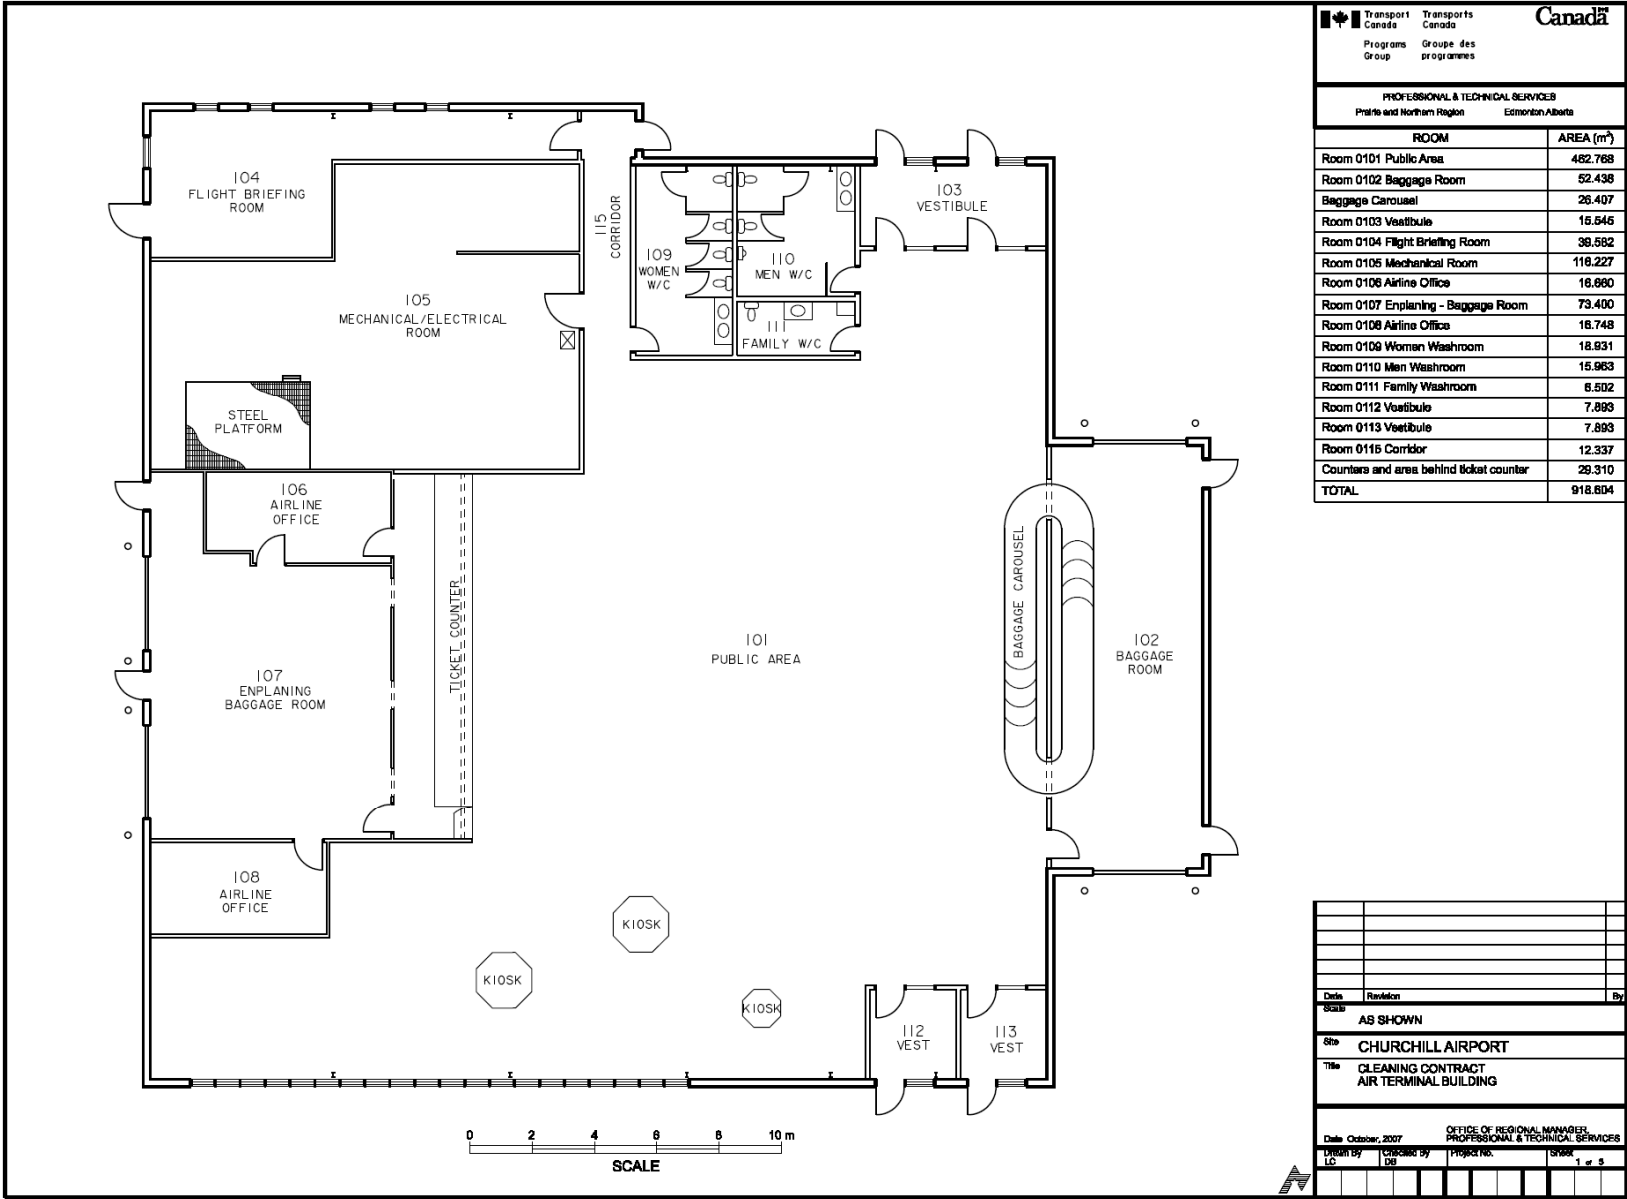 104
FLIGHT BRIEFING
ROOM
105
MECHANICAL/ELECTRICAL
ROOM
STEEL
PLATFORM
115
CORRIDOR
109
WOMEN
W/C
110
MEN W/C
111
FAMILY W/C
103
VESTIBULE
106
AIRLINE
OFFICE
107
ENPLANING
BAGGAGE ROOM
TICKET COUNTER
101
PUBLIC AREA
BAGGAGE CAROUSEL
102
BAGGAGE
ROOM
108
AIRLINE
OFFICE
KIOSK
KIOSK
KIOSK
112
VEST
113
VEST
0 2 4 6 8 10 m
SCALE
Transport Transports
Canada Canada
Programs Groupe des
Group programmes
Canada
PROFESSIONAL & TECHNICAL SERVICES
Prairie and Northern Region Edmonton Alberta
ROOM AREA (m²)
Room 0101 Public Area 462.768
Room 0102 Baggage Room 52.438
Baggage Carousel 26.407
Room 0103 Vestibule 15.545
Room 0104 Flight Briefing Room 39.582
Room 0105 Mechanical Room 116.227
Room 0106 Airline Office 16.660
Room 0107 Enplaning - Baggage Room 73.400
Room 0108 Airline Office 16.748
Room 0109 Women Washroom 18.931
Room 0110 Men Washroom 15.963
Room 0111 Family Washroom 6.502
Room 0112 Vestibule 7.893
Room 0113 Vestibule 7.893
Room 0115 Corridor 12.337
Counters and area behind ticket counter 29.310
TOTAL 918.604
Date Revision By
Scale
AS SHOWN
Site CHURCHILL AIRPORT
Title CLEANING CONTRACT
AIR TERMINAL BUILDING
Date October, 2007 OFFICE OF REGIONAL MANAGER,
PROFESSIONAL & TECHNICAL SERVICES
Drawn By Checked By Project No. Sheet
LC DB 1 of 5